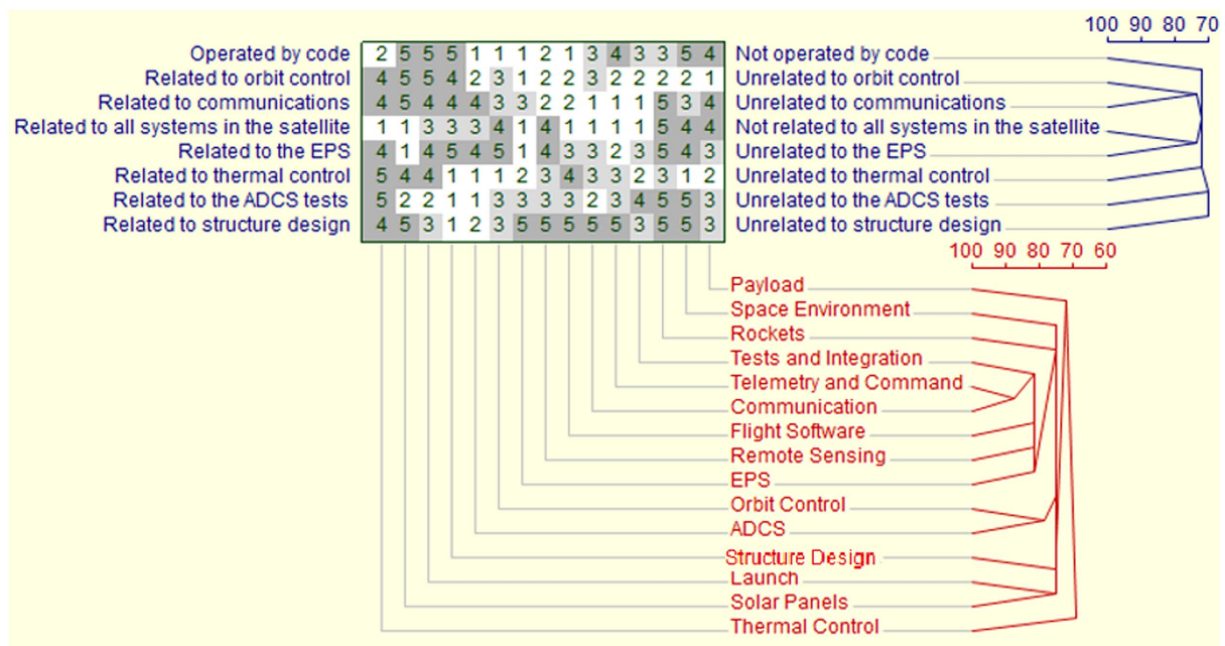 100 90 80 70
Operated by code 2 5 5 5 1 1 1 2 1 3 4 3 3 5 4 Not operated by code
Related to orbit control 4 5 5 4 2 3 1 2 2 3 2 2 2 2 1 Unrelated to orbit control
Related to communications 4 5 4 4 4 3 3 2 2 1 1 1 5 3 4 Unrelated to communications
Related to all systems in the satellite 1 1 3 3 3 4 1 4 1 1 1 1 5 4 4 Not related to all systems in the satellite
Related to the EPS 4 1 4 5 4 5 1 4 3 3 2 3 5 4 3 Unrelated to the EPS
Related to thermal control 5 4 4 1 1 1 2 3 4 3 3 2 3 1 2 Unrelated to thermal control
Related to the ADCS tests 5 2 2 1 1 3 3 3 3 2 3 4 5 5 3 Unrelated to the ADCS tests
Related to structure design 4 5 3 1 2 3 5 5 5 5 5 3 5 5 3 Unrelated to structure design
100 90 80 70 60
Payload
Space Environment
Rockets
Tests and Integration
Telemetry and Command
Communication
Flight Software
Remote Sensing
EPS
Orbit Control
ADCS
Structure Design
Launch
Solar Panels
Thermal Control